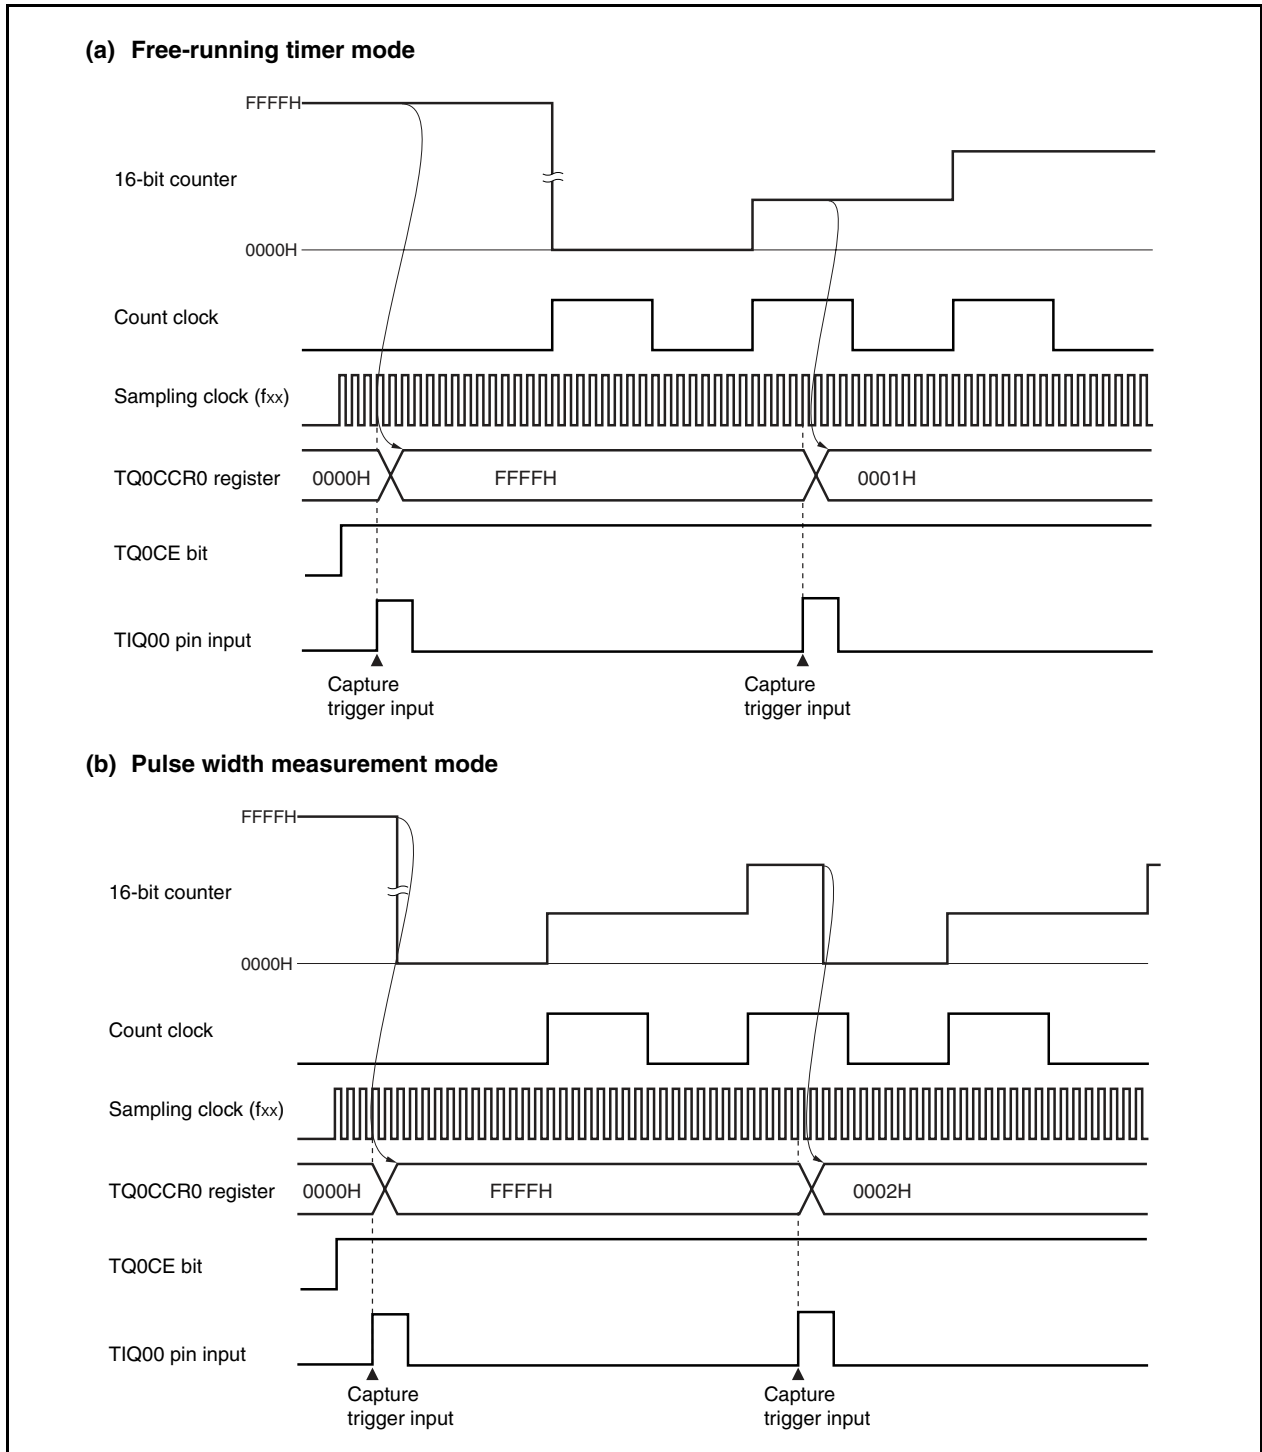 (a) Free-running timer mode
FFFFH
16-bit counter
0000H
Count clock
Sampling clock (fxx)
TQ0CCR0 register
0000H
FFFFH
0001H
TQ0CE bit
TIQ00 pin input
Capture
trigger input
Capture
trigger input
(b) Pulse width measurement mode
FFFFH
16-bit counter
0000H
Count clock
Sampling clock (fxx)
TQ0CCR0 register
0000H
FFFFH
0002H
TQ0CE bit
TIQ00 pin input
Capture
trigger input
Capture
trigger input